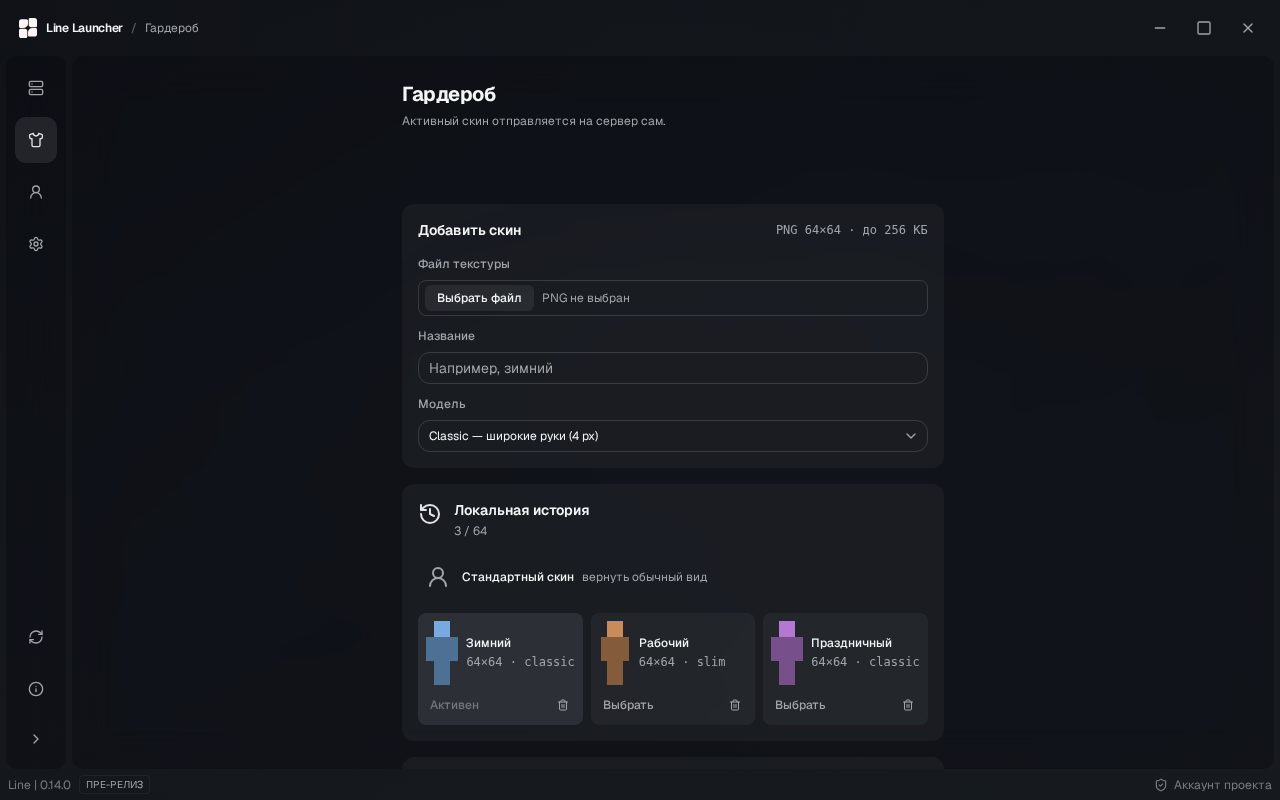 Line Launcher / Гардероб
Гардероб
Активный скин отправляется на сервер сам.
Добавить скин
PNG 64×64 · до 256 КБ
Файл текстуры
Выбрать файл PNG не выбран
Название
Например, зимний
Модель
Classic — широкие руки (4 px)
Локальная история
3 / 64
Стандартный скин вернуть обычный вид
Зимний
64×64 · classic
Активен
Рабочий
64×64 · slim
Выбрать
Праздничный
64×64 · classic
Выбрать
Line | 0.14.0 ПРЕ-РЕЛИЗ
Аккаунт проекта